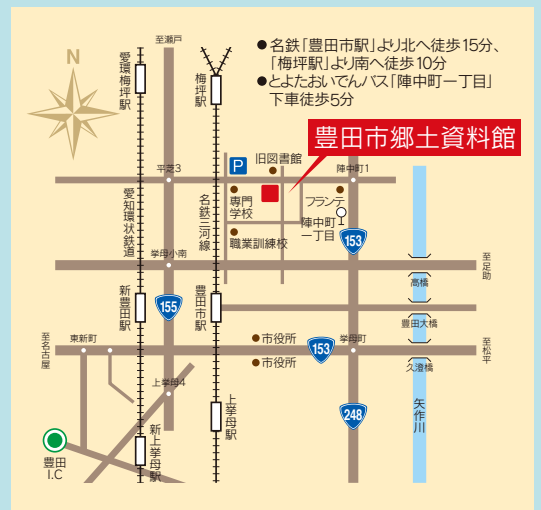 至瀬戸
N
愛環梅坪駅
梅坪駅
●名鉄「豊田市駅」より北へ徒歩15分、
「梅坪駅」より南へ徒歩10分
●とよたおいでんバス「陣中町一丁目」
下車徒歩5分
豊田市郷土資料館
P
旧図書館
平芝3
陣中町1
愛知環状鉄道
名鉄三河線
専門
学校
フランテ
陣中町
一丁目
職業訓練校
153
挙母小南
至足助
高橋
新豊田駅
155
豊田市駅
豊田大橋
至名古屋
東新町
市役所
153
挙母町
至松平
市役所
久澄橋
上挙母4
上挙母駅
248
矢作川
新上挙母駅
豊田
I.C